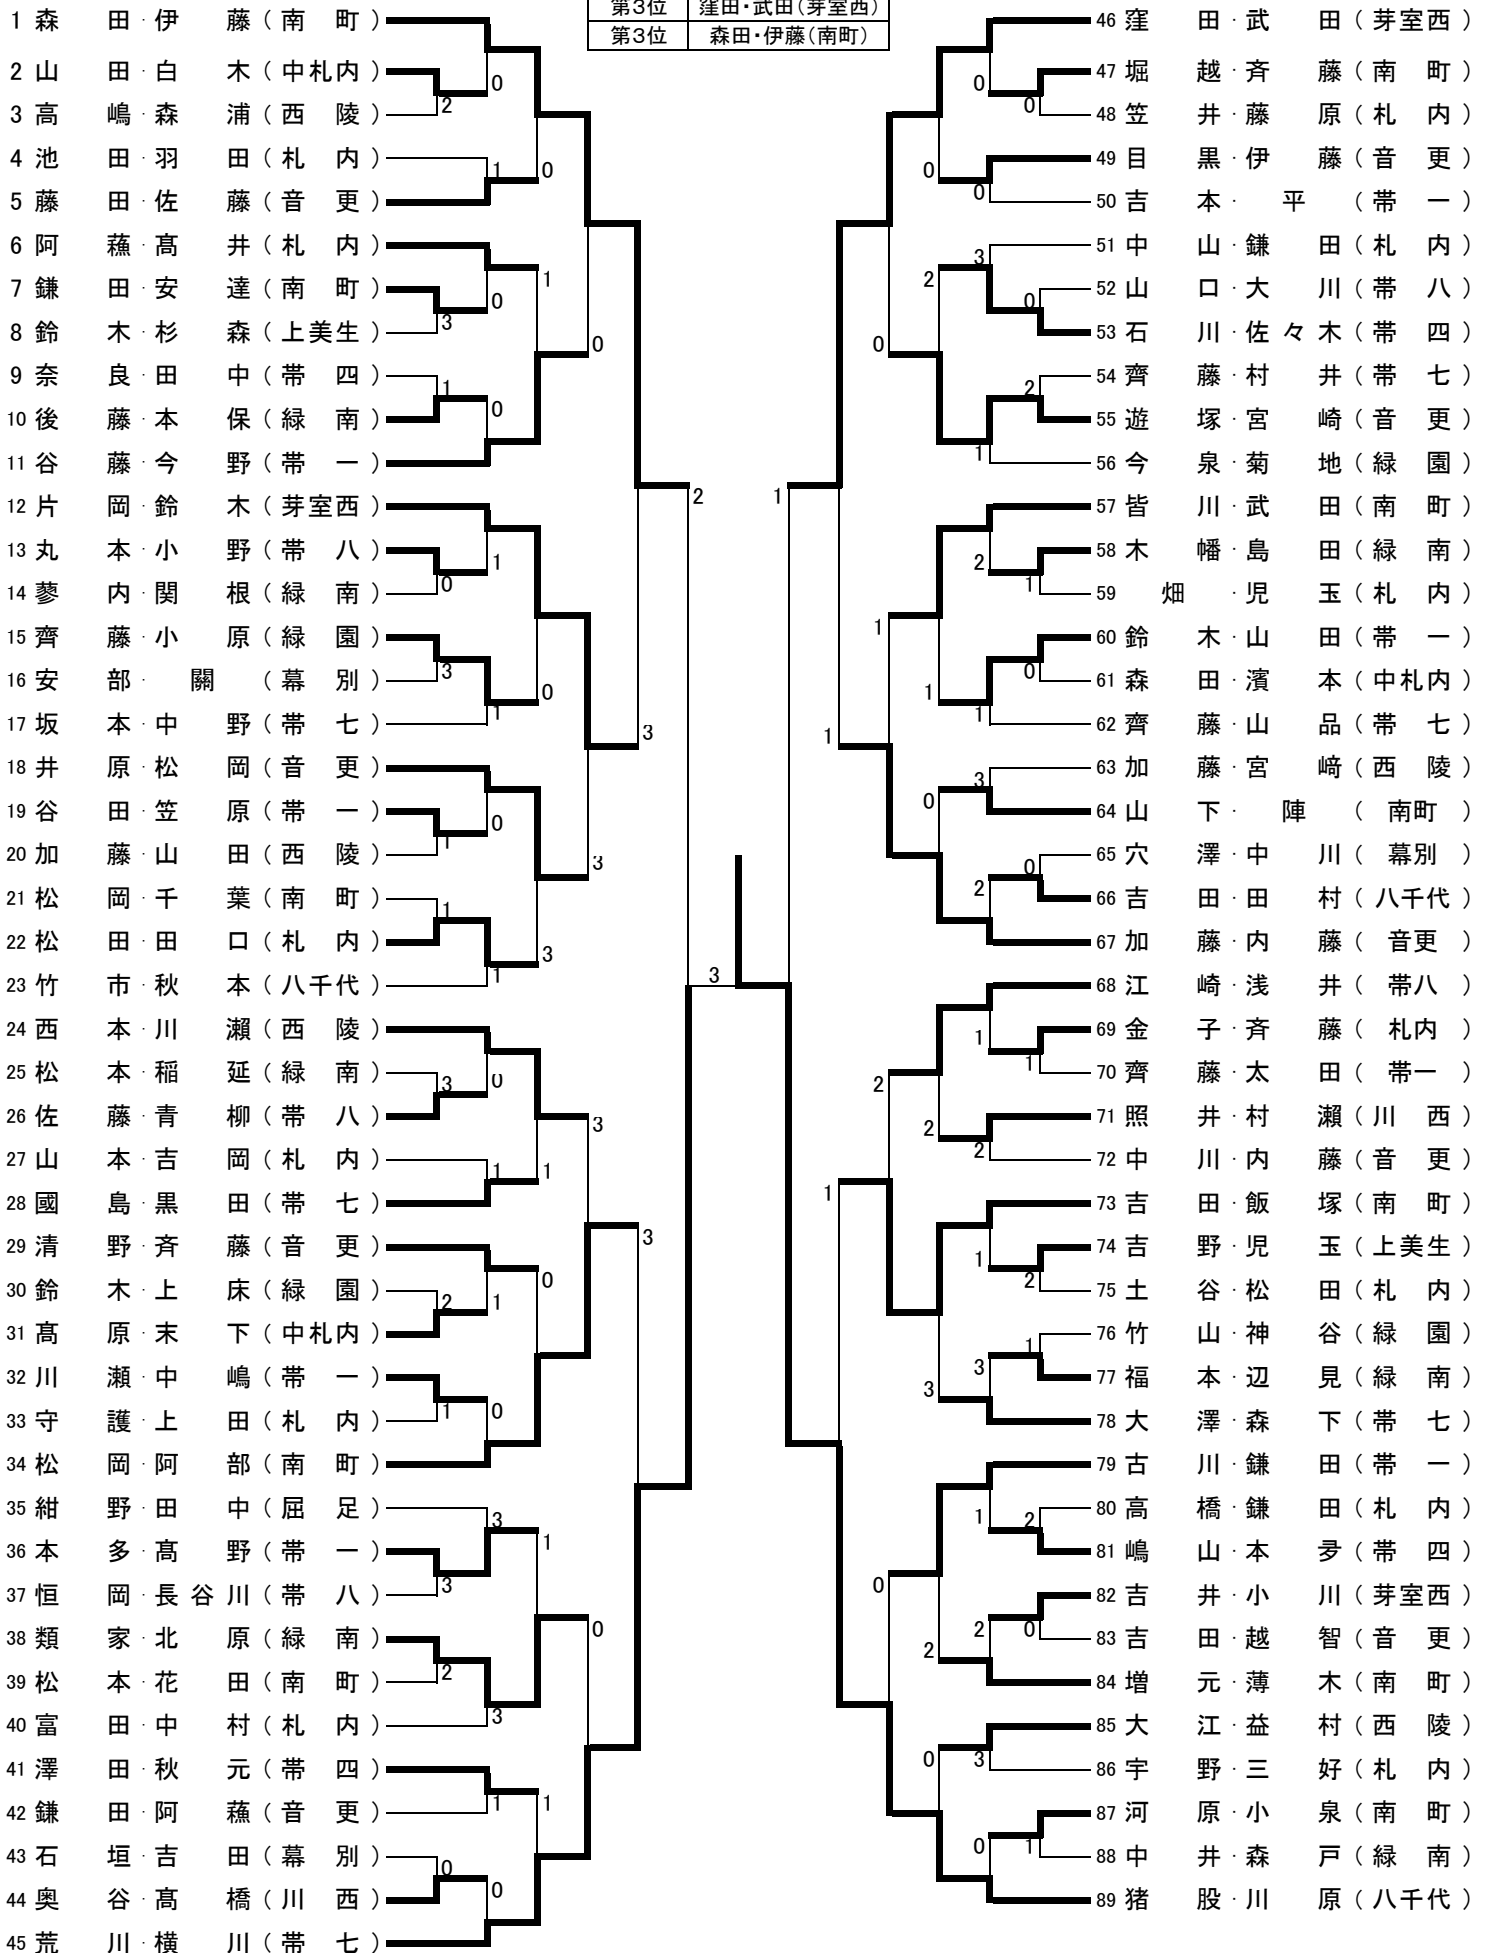 第3位 窪田・武田(芽室西)
第3位 森田・伊藤(南町)
1 森田・伊藤(南町)
2 山田・白木(中札内)
3 高嶋・森浦(西陵)
4 池田・羽田(札内)
5 藤田・佐藤(音更)
6 阿蘓・髙井(札内)
7 鎌田・安達(南町)
8 鈴木・杉森(上美生)
9 奈良・田中(帯四)
10 後藤・本保(緑南)
11 谷藤・今野(帯一)
12 片岡・鈴木(芽室西)
13 丸本・小野(帯八)
14 蓼内・関根(緑南)
15 齊藤・小原(緑園)
16 安部・關(幕別)
17 坂本・中野(帯七)
18 井原・松岡(音更)
19 谷田・笠原(帯一)
20 加藤・山田(西陵)
21 松岡・千葉(南町)
22 松田・田口(札内)
23 竹市・秋本(八千代)
24 西本・川瀬(西陵)
25 松本・稲延(緑南)
26 佐藤・青柳(帯八)
27 山本・吉岡(札内)
28 國島・黒田(帯七)
29 清野・斉藤(音更)
30 鈴木・上床(緑園)
31 髙原・末下(中札内)
32 川瀬・中嶋(帯一)
33 守護・上田(札内)
34 松岡・阿部(南町)
35 紺野・田中(屈足)
36 本多・髙野(帯一)
37 恒岡・長谷川(帯八)
38 類家・北原(緑南)
39 松本・花田(南町)
40 富田・中村(札内)
41 澤田・秋元(帯四)
42 鎌田・阿蘓(音更)
43 石垣・吉田(幕別)
44 奥谷・髙橋(川西)
45 荒川・横川(帯七)
46 窪田・武田(芽室西)
47 堀越・斉藤(南町)
48 笠井・藤原(札内)
49 目黒・伊藤(音更)
50 吉本・平(帯一)
51 中山・鎌田(札内)
52 山口・大川(帯八)
53 石川・佐々木(帯四)
54 齊藤・村井(帯七)
55 遊塚・宮崎(音更)
56 今泉・菊地(緑園)
57 皆川・武田(南町)
58 木幡・島田(緑南)
59 畑・児玉(札内)
60 鈴木・山田(帯一)
61 森田・濱本(中札内)
62 齊藤・山品(帯七)
63 加藤・宮﨑(西陵)
64 山下・陣(南町)
65 穴澤・中川(幕別)
66 吉田・田村(八千代)
67 加藤・内藤(音更)
68 江崎・浅井(帯八)
69 金子・斉藤(札内)
70 齊藤・太田(帯一)
71 照井・村瀬(川西)
72 中川・内藤(音更)
73 吉田・飯塚(南町)
74 吉野・児玉(上美生)
75 土谷・松田(札内)
76 竹山・神谷(緑園)
77 福本・辺見(緑南)
78 大澤・森下(帯七)
79 古川・鎌田(帯一)
80 高橋・鎌田(札内)
81 嶋山・本夛(帯四)
82 吉井・小川(芽室西)
83 吉田・越智(音更)
84 増元・薄木(南町)
85 大江・益村(西陵)
86 宇野・三好(札内)
87 河原・小泉(南町)
88 中井・森戸(緑南)
89 猪股・川原(八千代)